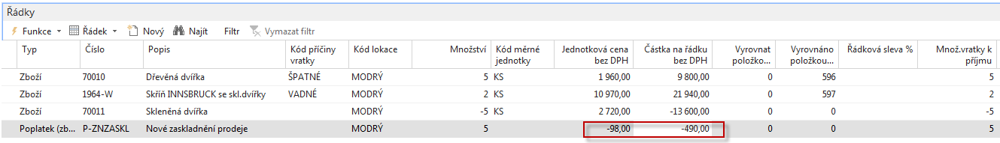 Řádky
Funkce Řádek Nový Najít Filtr Vymazat filtr
Typ Číslo Popis Kód příčiny vratky Kód lokace Množství Kód měrné jednotky Jednotková cena bez DPH Částka na řádku bez DPH Vyrovnat položko... Vyrovnáno položkou... Řádková sleva % Množ.vratky k příjmu
Zboží 70010 Dřevěná dvířka ŠPATNÉ MODRÝ 5 KS 1 960,00 9 800,00 0 596 5
Zboží 1964-W Skříň INNSBRUCK se skl.dvířky VADNÉ MODRÝ 2 KS 10 970,00 21 940,00 0 597 2
Zboží 70011 Skleněná dvířka MODRÝ -5 KS 2 720,00 -13 600,00 0 0 -5
Poplatek (zb... P-ZNZASKL Nové zaskladnění prodeje MODRÝ 5 -98,00 -490,00 0 0 5